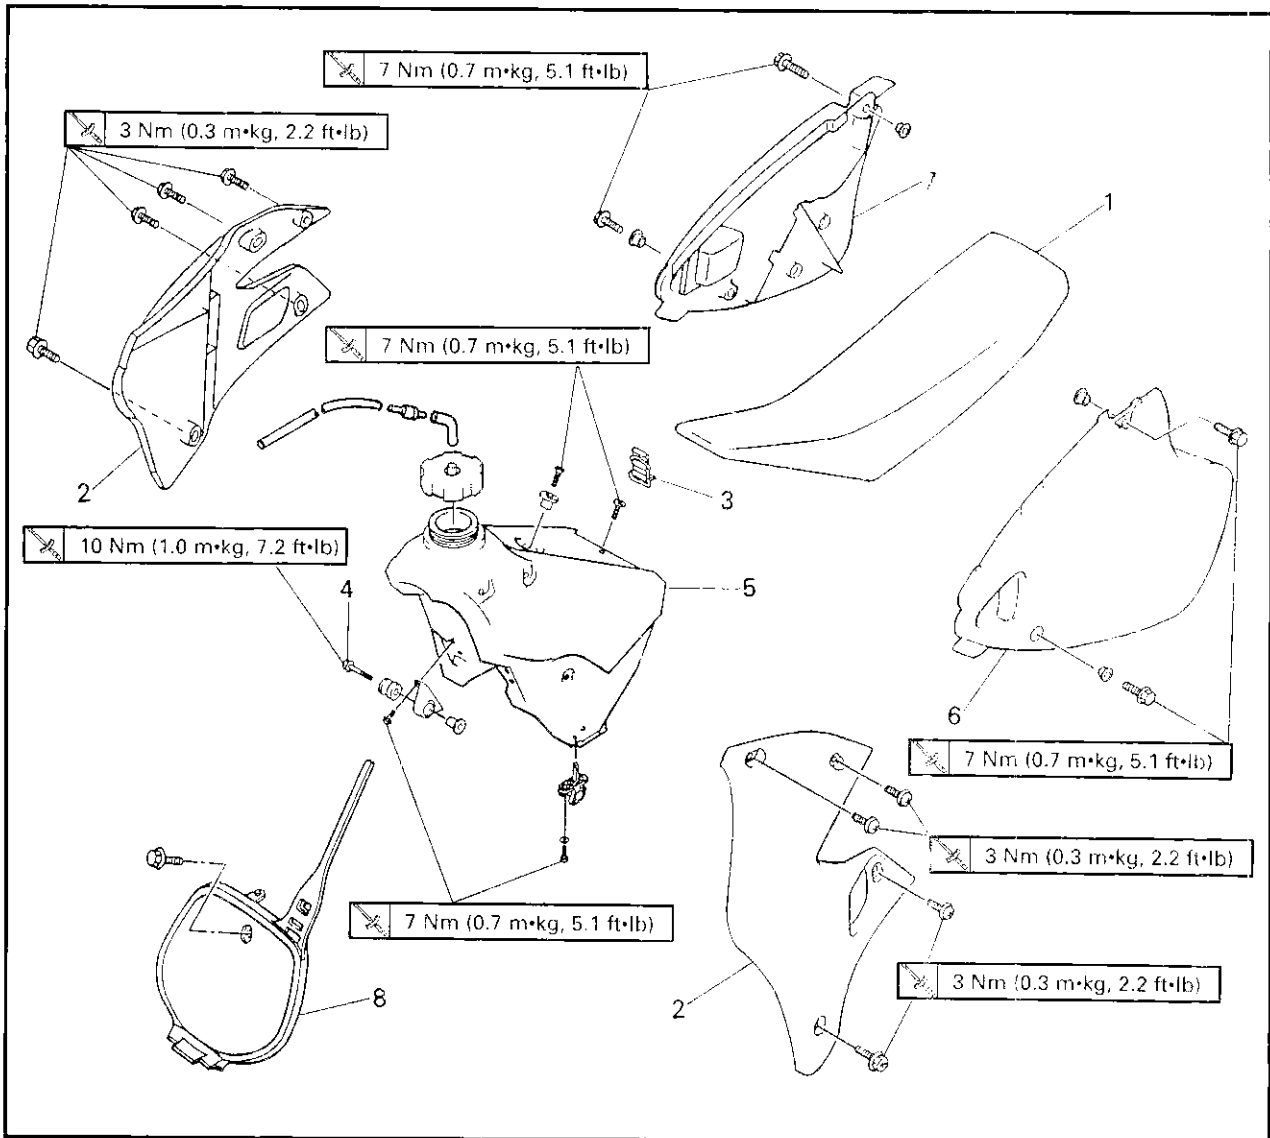 7 Nm (0.7 m•kg, 5.1 ft•lb)
3 Nm (0.3 m•kg, 2.2 ft•lb)
7
1
7 Nm (0.7 m•kg, 5.1 ft•lb)
2
3
10 Nm (1.0 m•kg, 7.2 ft•lb)
4
5
6
7 Nm (0.7 m•kg, 5.1 ft•lb)
3 Nm (0.3 m•kg, 2.2 ft•lb)
7 Nm (0.7 m•kg, 5.1 ft•lb)
3 Nm (0.3 m•kg, 2.2 ft•lb)
8
2